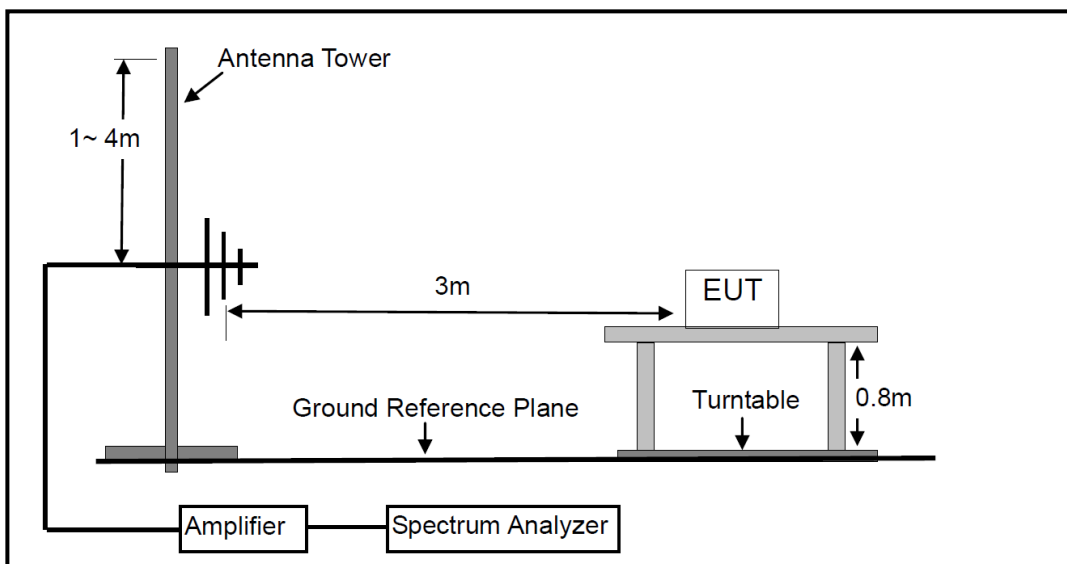 Antenna Tower
1~ 4m
3m
EUT
Ground Reference Plane
Turntable
0.8m
Amplifier
Spectrum Analyzer